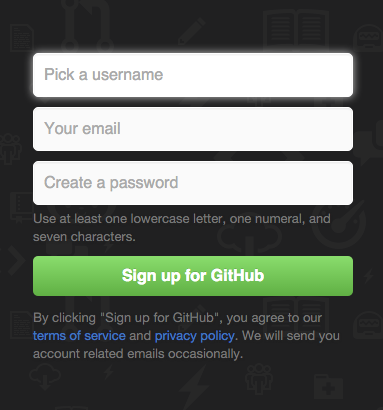 Pick a username
Your email
Create a password
Use at least one lowercase letter, one numeral, and
seven characters.
Sign up for GitHub
By clicking "Sign up for GitHub", you agree to our
terms of service and privacy policy. We will send you
account related emails occasionally.